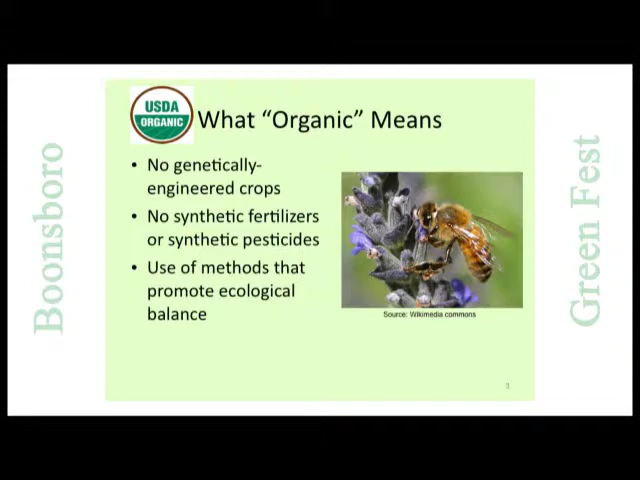 Boonsboro
USDA
ORGANIC
What “Organic” Means
• No genetically-
engineered crops
• No synthetic fertilizers
or synthetic pesticides
• Use of methods that
promote ecological
balance
Source: Wikimedia commons
3
Green Fest